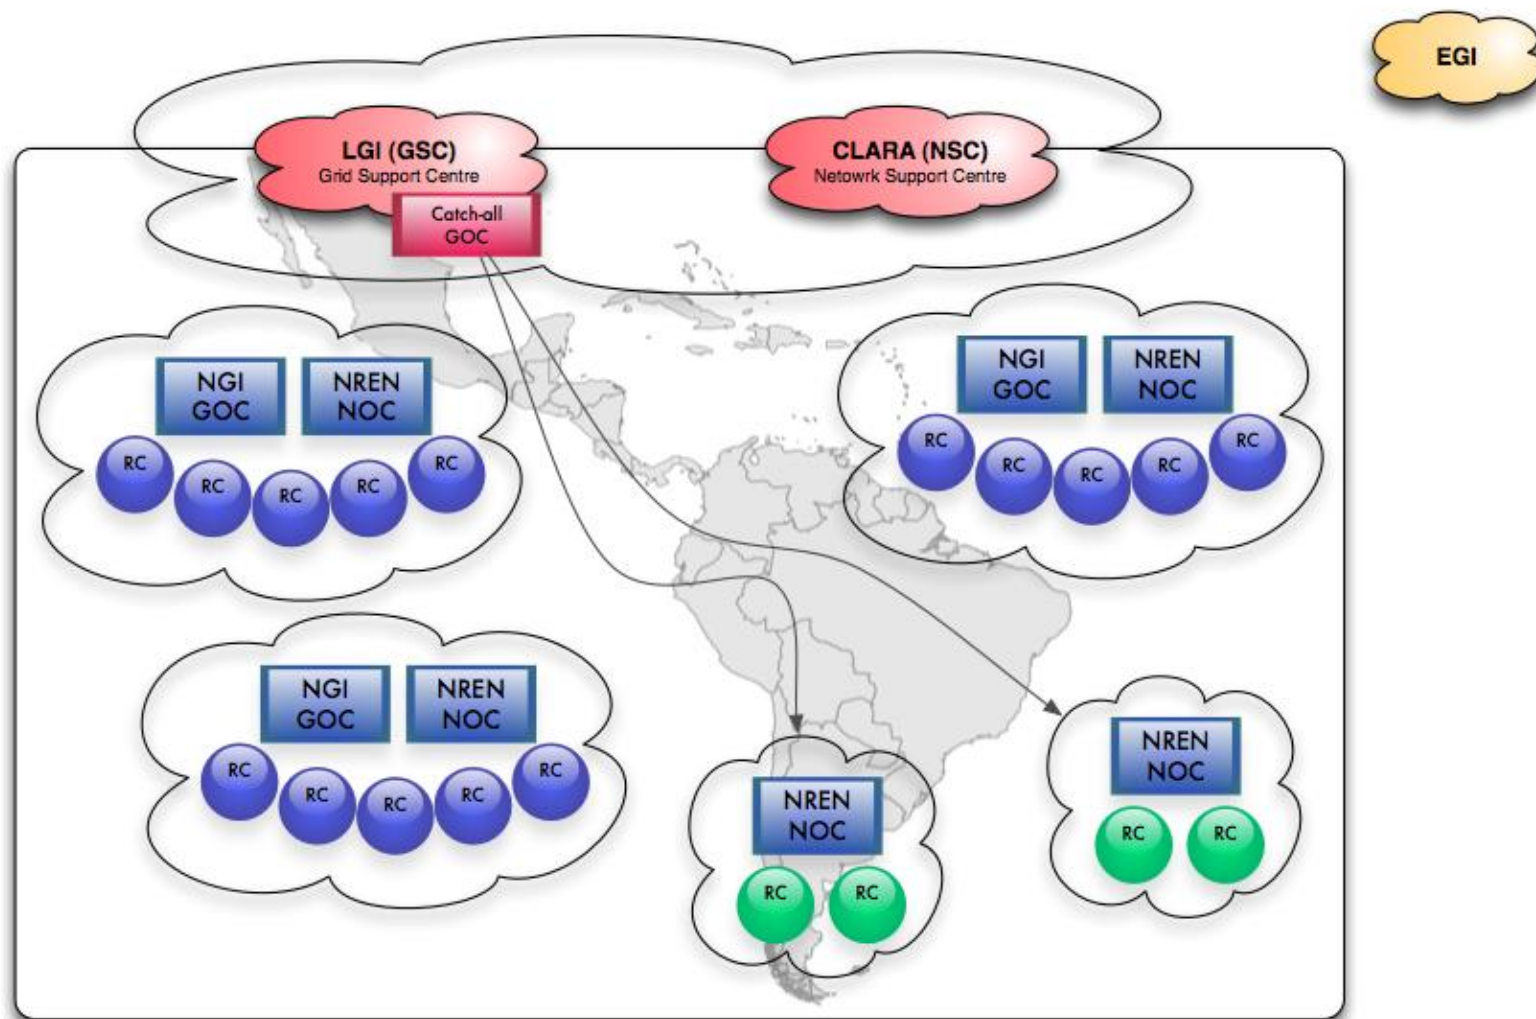 EGI
LGI (GSC)
Grid Support Centre
CLARA (NSC)
Netowrk Support Centre
Catch-all
GOC
NGI
GOC
NREN
NOC
RC
RC
RC
RC
RC
NGI
GOC
NREN
NOC
RC
RC
RC
RC
RC
NGI
GOC
NREN
NOC
RC
RC
RC
RC
RC
NREN
NOC
RC
RC
NREN
NOC
RC
RC